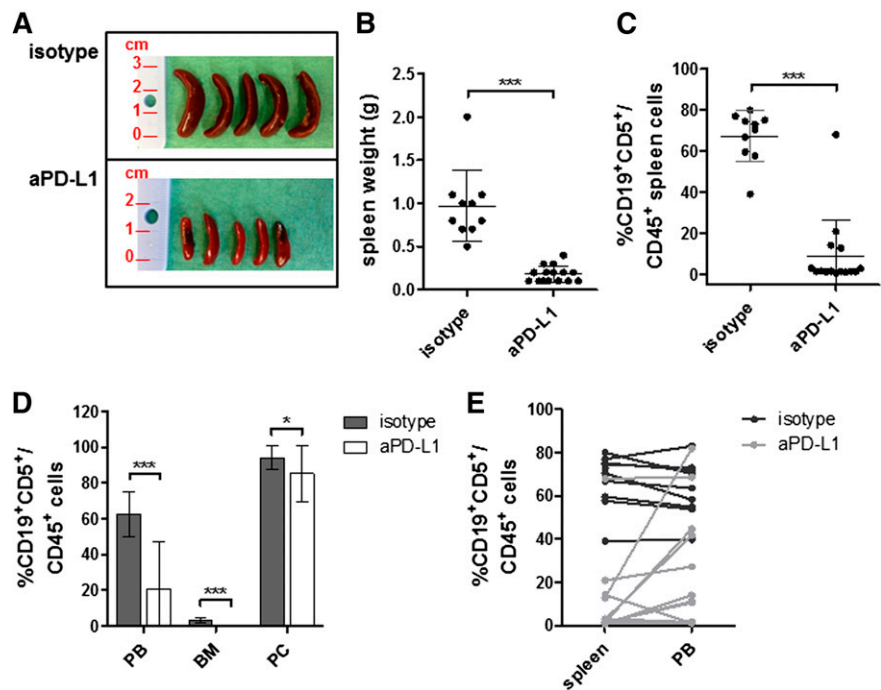 A
isotype
cm
3
2
1
0
aPD-L1
cm
2
1
0
B
spleen weight (g)
2.5
2.0
1.5
1.0
0.5
0.0
***
isotype
aPD-L1
C
%CD19⁺CD5⁺/
CD45⁺ spleen cells
80
60
40
20
0
***
isotype
aPD-L1
D
%CD19⁺CD5⁺/
CD45⁺ cells
120
100
80
60
40
20
0
***
***
*
isotype
aPD-L1
PB
BM
PC
E
%CD19⁺CD5⁺/
CD45⁺ cells
100
80
60
40
20
0
isotype
aPD-L1
spleen
PB